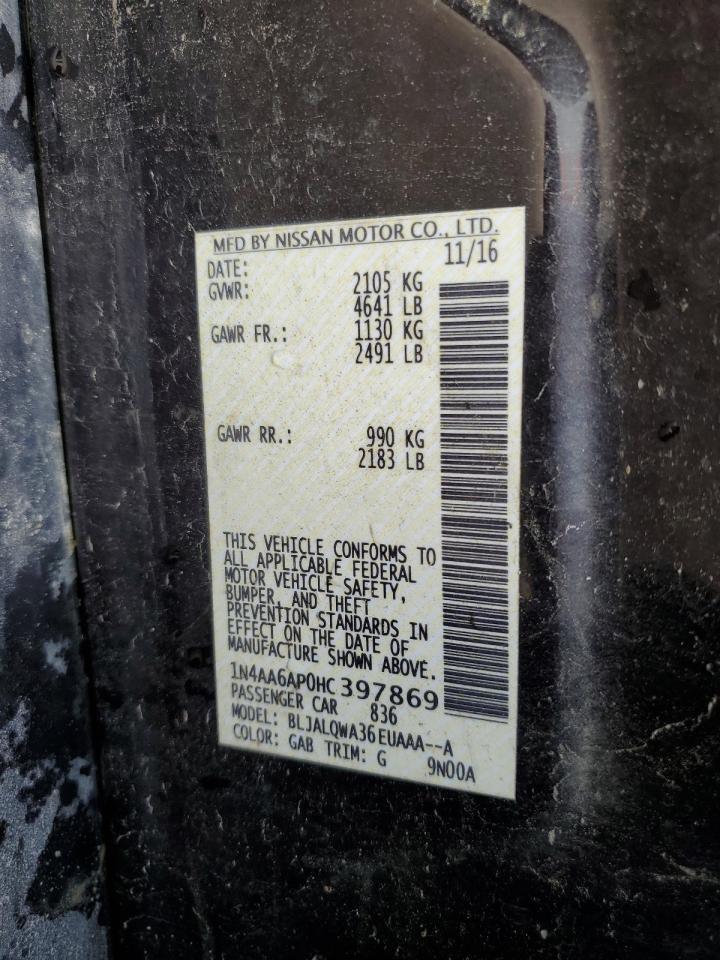 MFD BY NISSAN MOTOR CO., LTD.
DATE: 11/16
GVWR: 2105 KG
4641 LB
GAWR FR.: 1130 KG
2491 LB
GAWR RR.: 990 KG
2183 LB
THIS VEHICLE CONFORMS TO
ALL APPLICABLE FEDERAL
MOTOR VEHICLE SAFETY,
BUMPER, AND THEFT
PREVENTION STANDARDS IN
EFFECT ON THE DATE OF
MANUFACTURE SHOWN ABOVE.
1N4AA6AP0HC397869
PASSENGER CAR 836
MODEL: BLJALQWA36EUAAA--A
COLOR: GAB TRIM: G 9N00A